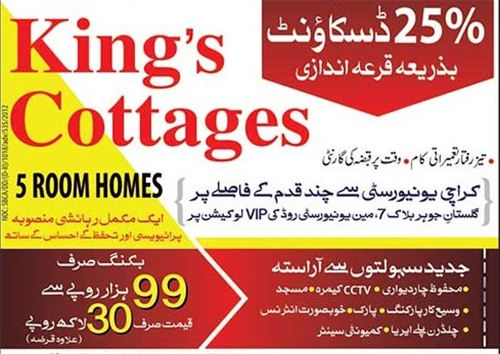 King's
Cottages
5 ROOM HOMES
ایک مکمل رہائشی منصوبہ
پرائیویسی اور تحفظ کے احساس کے ساتھ
25% ڈسکاؤنٹ
بذریعہ قرعہ اندازی
• تیز رفتار تعمیراتی کام • وقت پر قبضہ کی گارنٹی
کراچی یونیورسٹی سے چند قدم کے فاصلے پر
گلستانِ جوہر بلاک 7، مین یونیورسٹی روڈ کی VIP لوکیشن پر
بکنگ صرف
99 ہزار روپے سے
قیمت صرف 30 لاکھ روپے
(علاوہ قرضہ)
جدید سہولتوں سے آراستہ
• محفوظ چار دیواری • CCTV کیمرہ • مسجد
• وسیع کار پارکنگ • پارک • خوبصورت انٹرنس
• چلڈرن پلے ایریا • کمیونٹی سینٹر